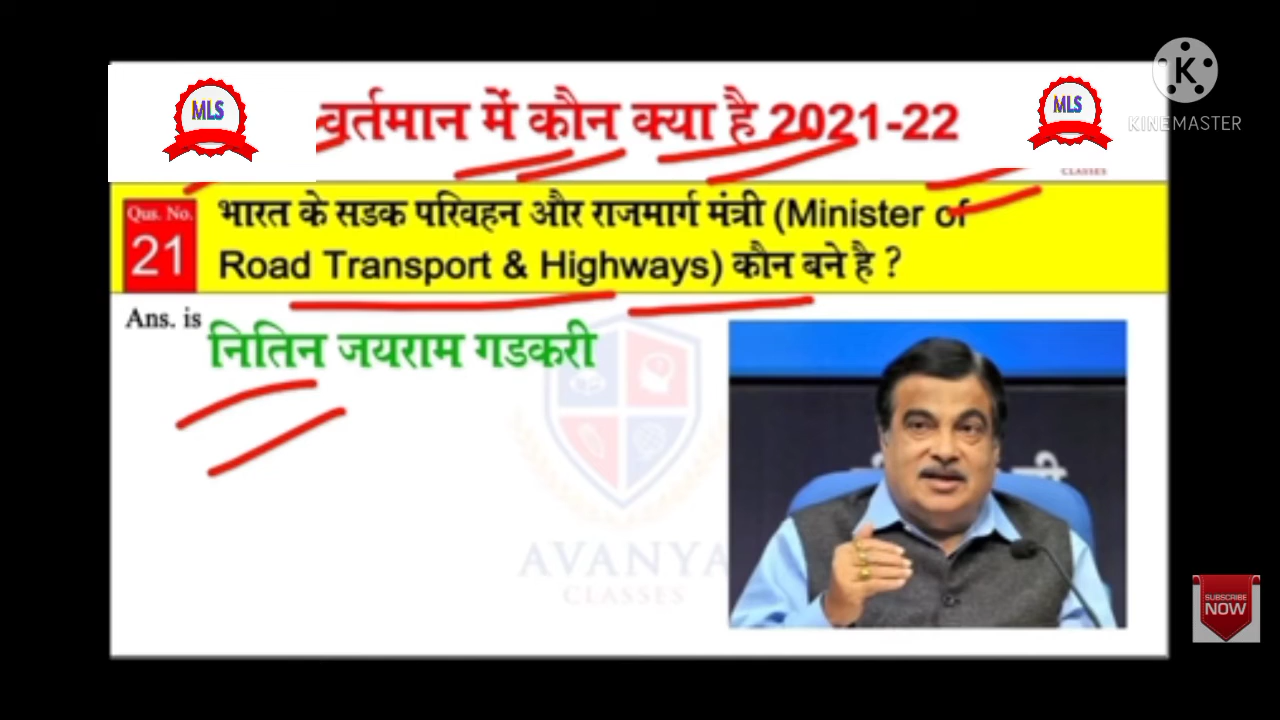 MLS
वर्तमान में कौन क्या है 2021-22
MLS
KINEMASTER
CLASSES
Qus. No.
21
भारत के सडक परिवहन और राजमार्ग मंत्री (Minister of
Road Transport & Highways) कौन बने है ?
Ans. is
नितिन जयराम गडकरी
AVANYA
CLASSES
SUBSCRIBE
NOW